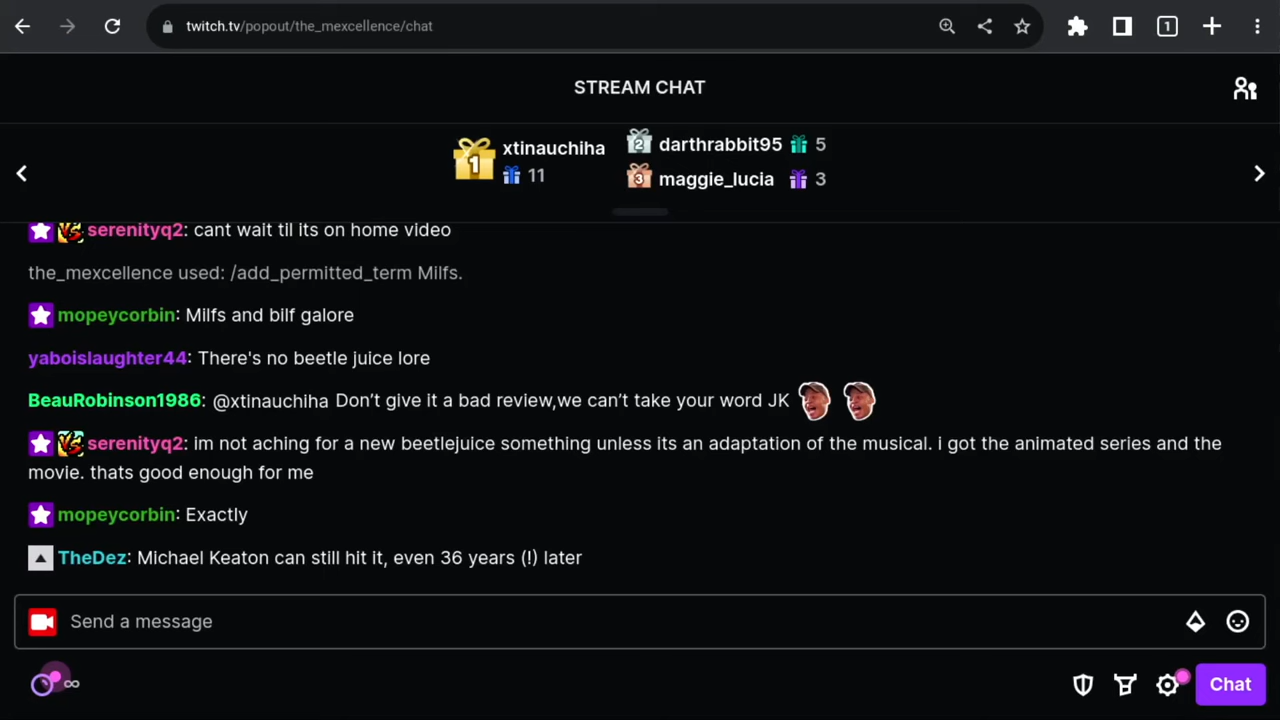 twitch.tv/popout/the_mexcellence/chat
1
STREAM CHAT
1 xtinauchiha
11
2 darthrabbit95 5
3 maggie_lucia 3
serenityq2: cant wait til its on home video
the_mexcellence used: /add_permitted_term Milfs.
mopeycorbin: Milfs and bilf galore
yaboislaughter44: There's no beetle juice lore
BeauRobinson1986: @xtinauchiha Don’t give it a bad review,we can’t take your word JK
serenityq2: im not aching for a new beetlejuice something unless its an adaptation of the musical. i got the animated series and the
movie. thats good enough for me
mopeycorbin: Exactly
TheDez: Michael Keaton can still hit it, even 36 years (!) later
Send a message
∞
Chat